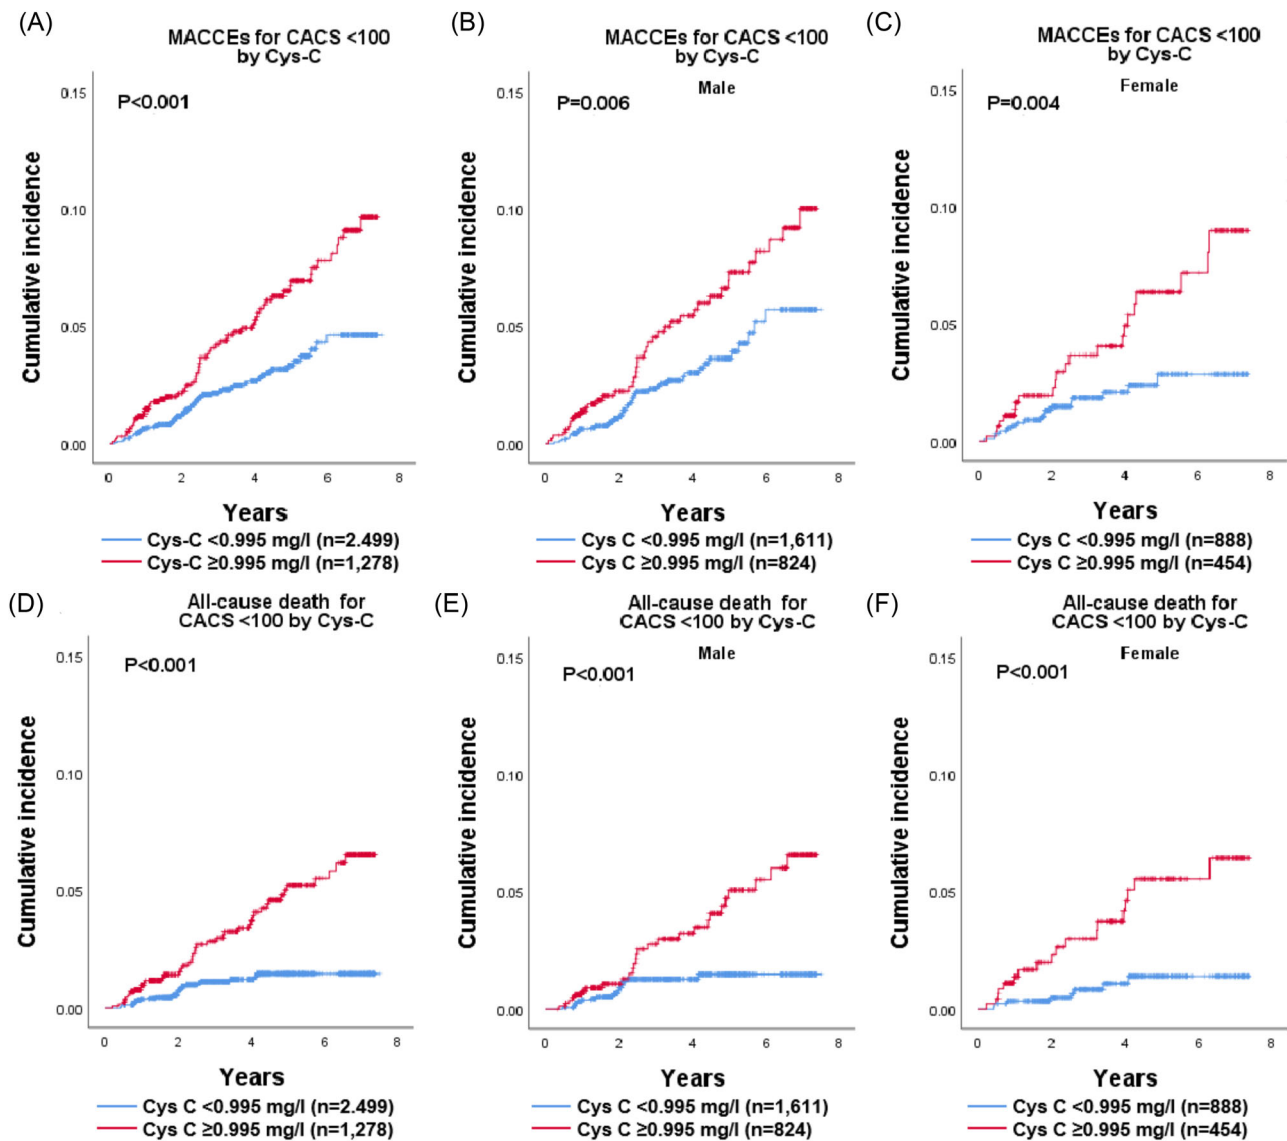 (A)
MACCEs for CACS <100
by Cys-C
P<0.001
0.15
0.10
0.05
0.00
Cumulative incidence
0 2 4 6 8
Years
Cys-C <0.995 mg/l (n=2.499)
Cys-C ≥0.995 mg/l (n=1,278)
(B)
MACCEs for CACS <100
by Cys-C
Male
P=0.006
0.15
0.10
0.05
0.00
Cumulative incidence
0 2 4 6 8
Years
Cys C <0.995 mg/l (n=1,611)
Cys C ≥0.995 mg/l (n=824)
(C)
MACCEs for CACS <100
by Cys-C
Female
P=0.004
0.15
0.10
0.05
0.00
Cumulative incidence
0 2 4 6 8
Years
Cys C <0.995 mg/l (n=888)
Cys C ≥0.995 mg/l (n=454)
(D)
All-cause death for
CACS <100 by Cys-C
P<0.001
0.15
0.10
0.05
0.00
Cumulative incidence
0 2 4 6 8
Years
Cys C <0.995 mg/l (n=2.499)
Cys C ≥0.995 mg/l (n=1,278)
(E)
All-cause death for
CACS <100 by Cys-C
Male
P<0.001
0.15
0.10
0.05
0.00
Cumulative incidence
0 2 4 6 8
Years
Cys C <0.995 mg/l (n=1,611)
Cys C ≥0.995 mg/l (n=824)
(F)
All-cause death for
CACS <100 by Cys-C
Female
P<0.001
0.15
0.10
0.05
0.00
Cumulative incidence
0 2 4 6 8
Years
Cys C <0.995 mg/l (n=888)
Cys C ≥0.995 mg/l (n=454)